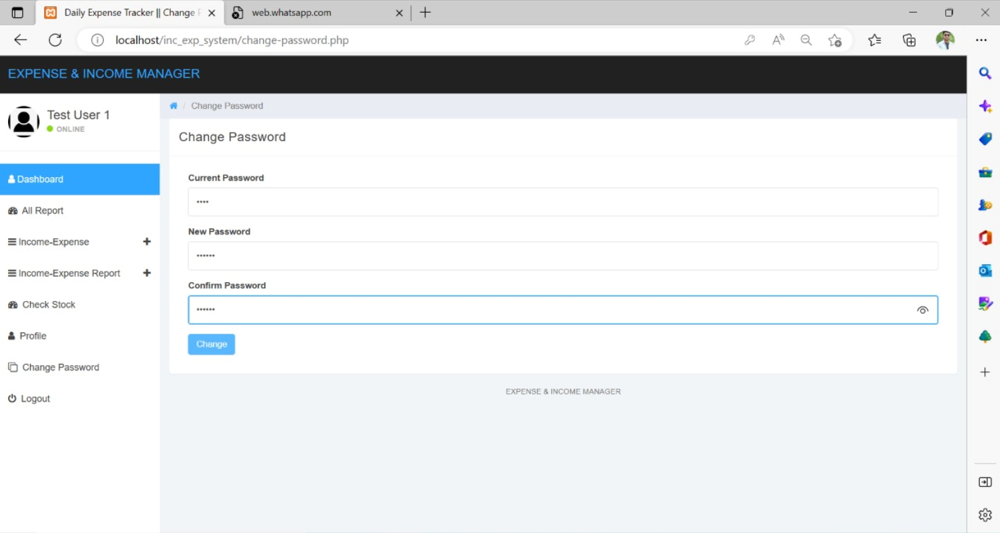 Daily Expense Tracker || Change P
web.whatsapp.com
localhost/inc_exp_system/change-password.php
EXPENSE & INCOME MANAGER
Test User 1
ONLINE
/ Change Password
Change Password
Dashboard
All Report
Income-Expense
Income-Expense Report
Check Stock
Profile
Change Password
Logout
Current Password
••••
New Password
••••••
Confirm Password
••••••
Change
EXPENSE & INCOME MANAGER